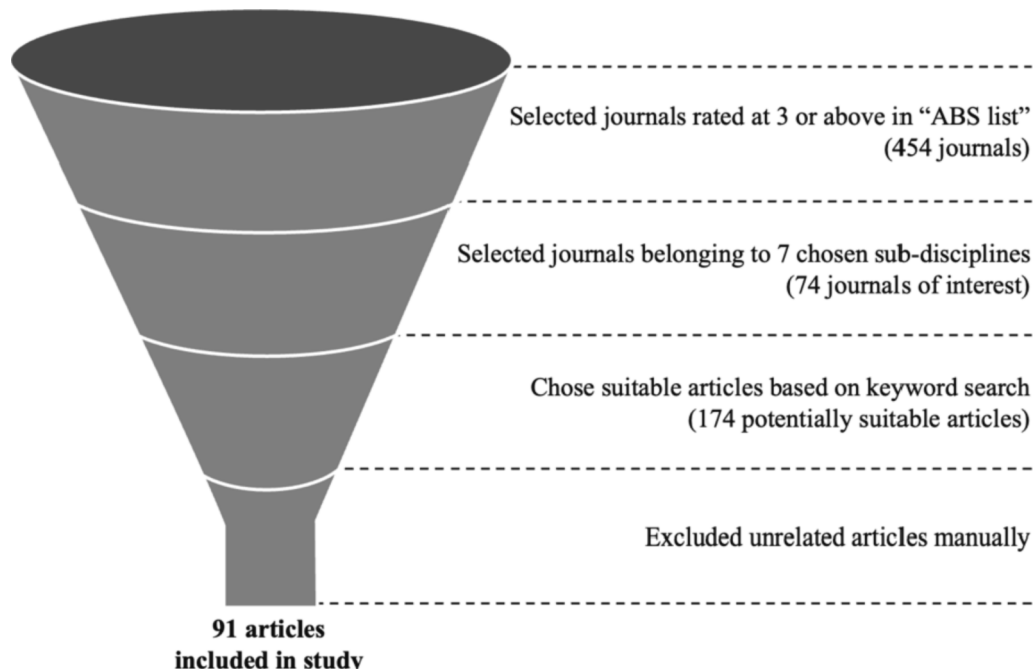 Selected journals rated at 3 or above in “ABS list”
(454 journals)
Selected journals belonging to 7 chosen sub-disciplines
(74 journals of interest)
Chose suitable articles based on keyword search
(174 potentially suitable articles)
Excluded unrelated articles manually
91 articles
included in study